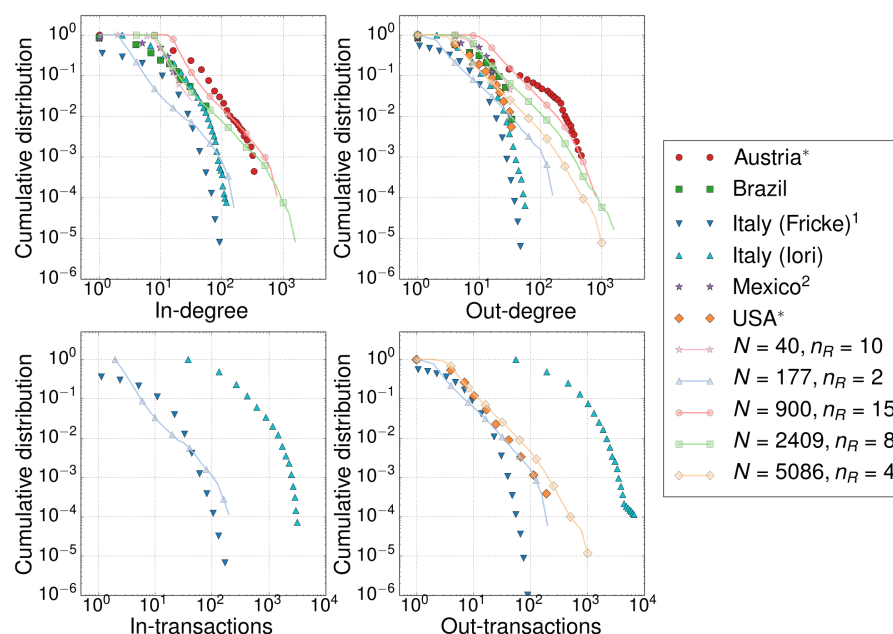 Cumulative distribution
10⁰
10⁻¹
10⁻²
10⁻³
10⁻⁴
10⁻⁵
10⁻⁶
10⁰ 10¹ 10² 10³
In-degree
Cumulative distribution
10⁰
10⁻¹
10⁻²
10⁻³
10⁻⁴
10⁻⁵
10⁻⁶
10⁰ 10¹ 10² 10³
Out-degree
Cumulative distribution
10⁰
10⁻¹
10⁻²
10⁻³
10⁻⁴
10⁻⁵
10⁻⁶
10⁰ 10¹ 10² 10³ 10⁴
In-transactions
Cumulative distribution
10⁰
10⁻¹
10⁻²
10⁻³
10⁻⁴
10⁻⁵
10⁻⁶
10⁰ 10¹ 10² 10³ 10⁴
Out-transactions
Austria*
Brazil
Italy (Fricke)¹
Italy (Iori)
Mexico²
USA*
N = 40, n_R = 10
N = 177, n_R = 2
N = 900, n_R = 15
N = 2409, n_R = 8
N = 5086, n_R = 4